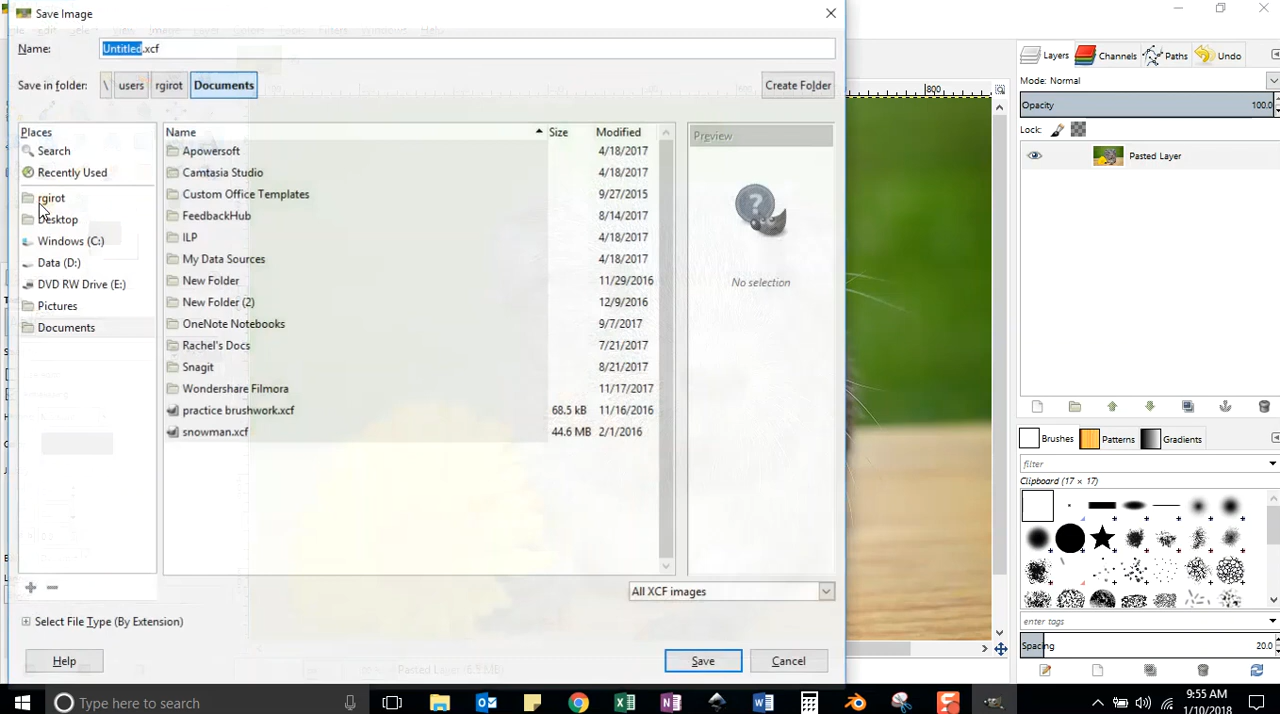 Save Image
Name: Untitled.xcf
Save in folder: \ users rgirot Documents Create Folder
Places
Search
Recently Used
rgirot
Desktop
Windows (C:)
Data (D:)
DVD RW Drive (E:)
Pictures
Documents
Name Size Modified
Apowersoft 4/18/2017
Camtasia Studio 4/18/2017
Custom Office Templates 9/27/2015
FeedbackHub 8/14/2017
ILP 4/18/2017
My Data Sources 4/18/2017
New Folder 11/29/2016
New Folder (2) 12/9/2016
OneNote Notebooks 9/7/2017
Rachel's Docs 7/21/2017
Snagit 8/21/2017
Wondershare Filmora 11/17/2017
practice brushwork.xcf 68.5 kB 11/16/2016
snowman.xcf 44.6 MB 2/1/2016
Preview
No selection
All XCF images
Select File Type (By Extension)
Help Save Cancel
Pasted Layer (6.9 MB)
800
Layers Channels Paths Undo
Mode: Normal
Opacity 100.0
Lock:
Pasted Layer
Brushes Patterns Gradients
filter
Clipboard (17 × 17)
enter tags
Spacing 20.0
Type here to search
9:55 AM
1/10/2018